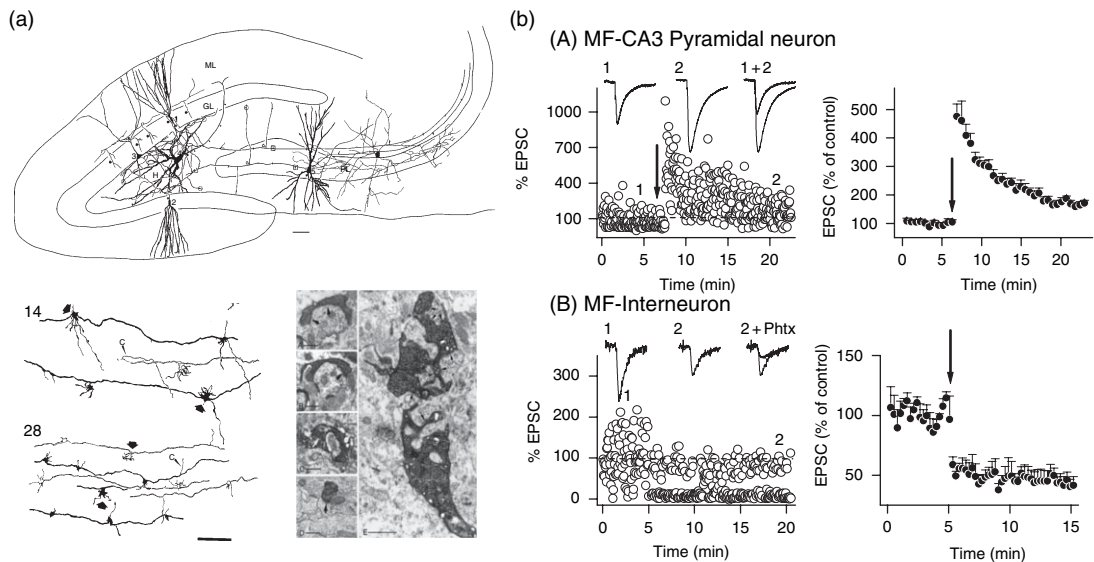 (a)
ML
GL
H
PL
14
28
C
C
D
E
(b)
(A) MF-CA3 Pyramidal neuron
1
2
1 + 2
1000
700
400
100
% EPSC
1
2
0
5
10
15
20
Time (min)
500
400
300
200
100
EPSC (% of control)
0
5
10
15
20
Time (min)
(B) MF-Interneuron
1
2
2 + Phtx
300
200
100
0
% EPSC
1
2
0
5
10
15
20
Time (min)
150
100
50
EPSC (% of control)
0
5
10
15
Time (min)